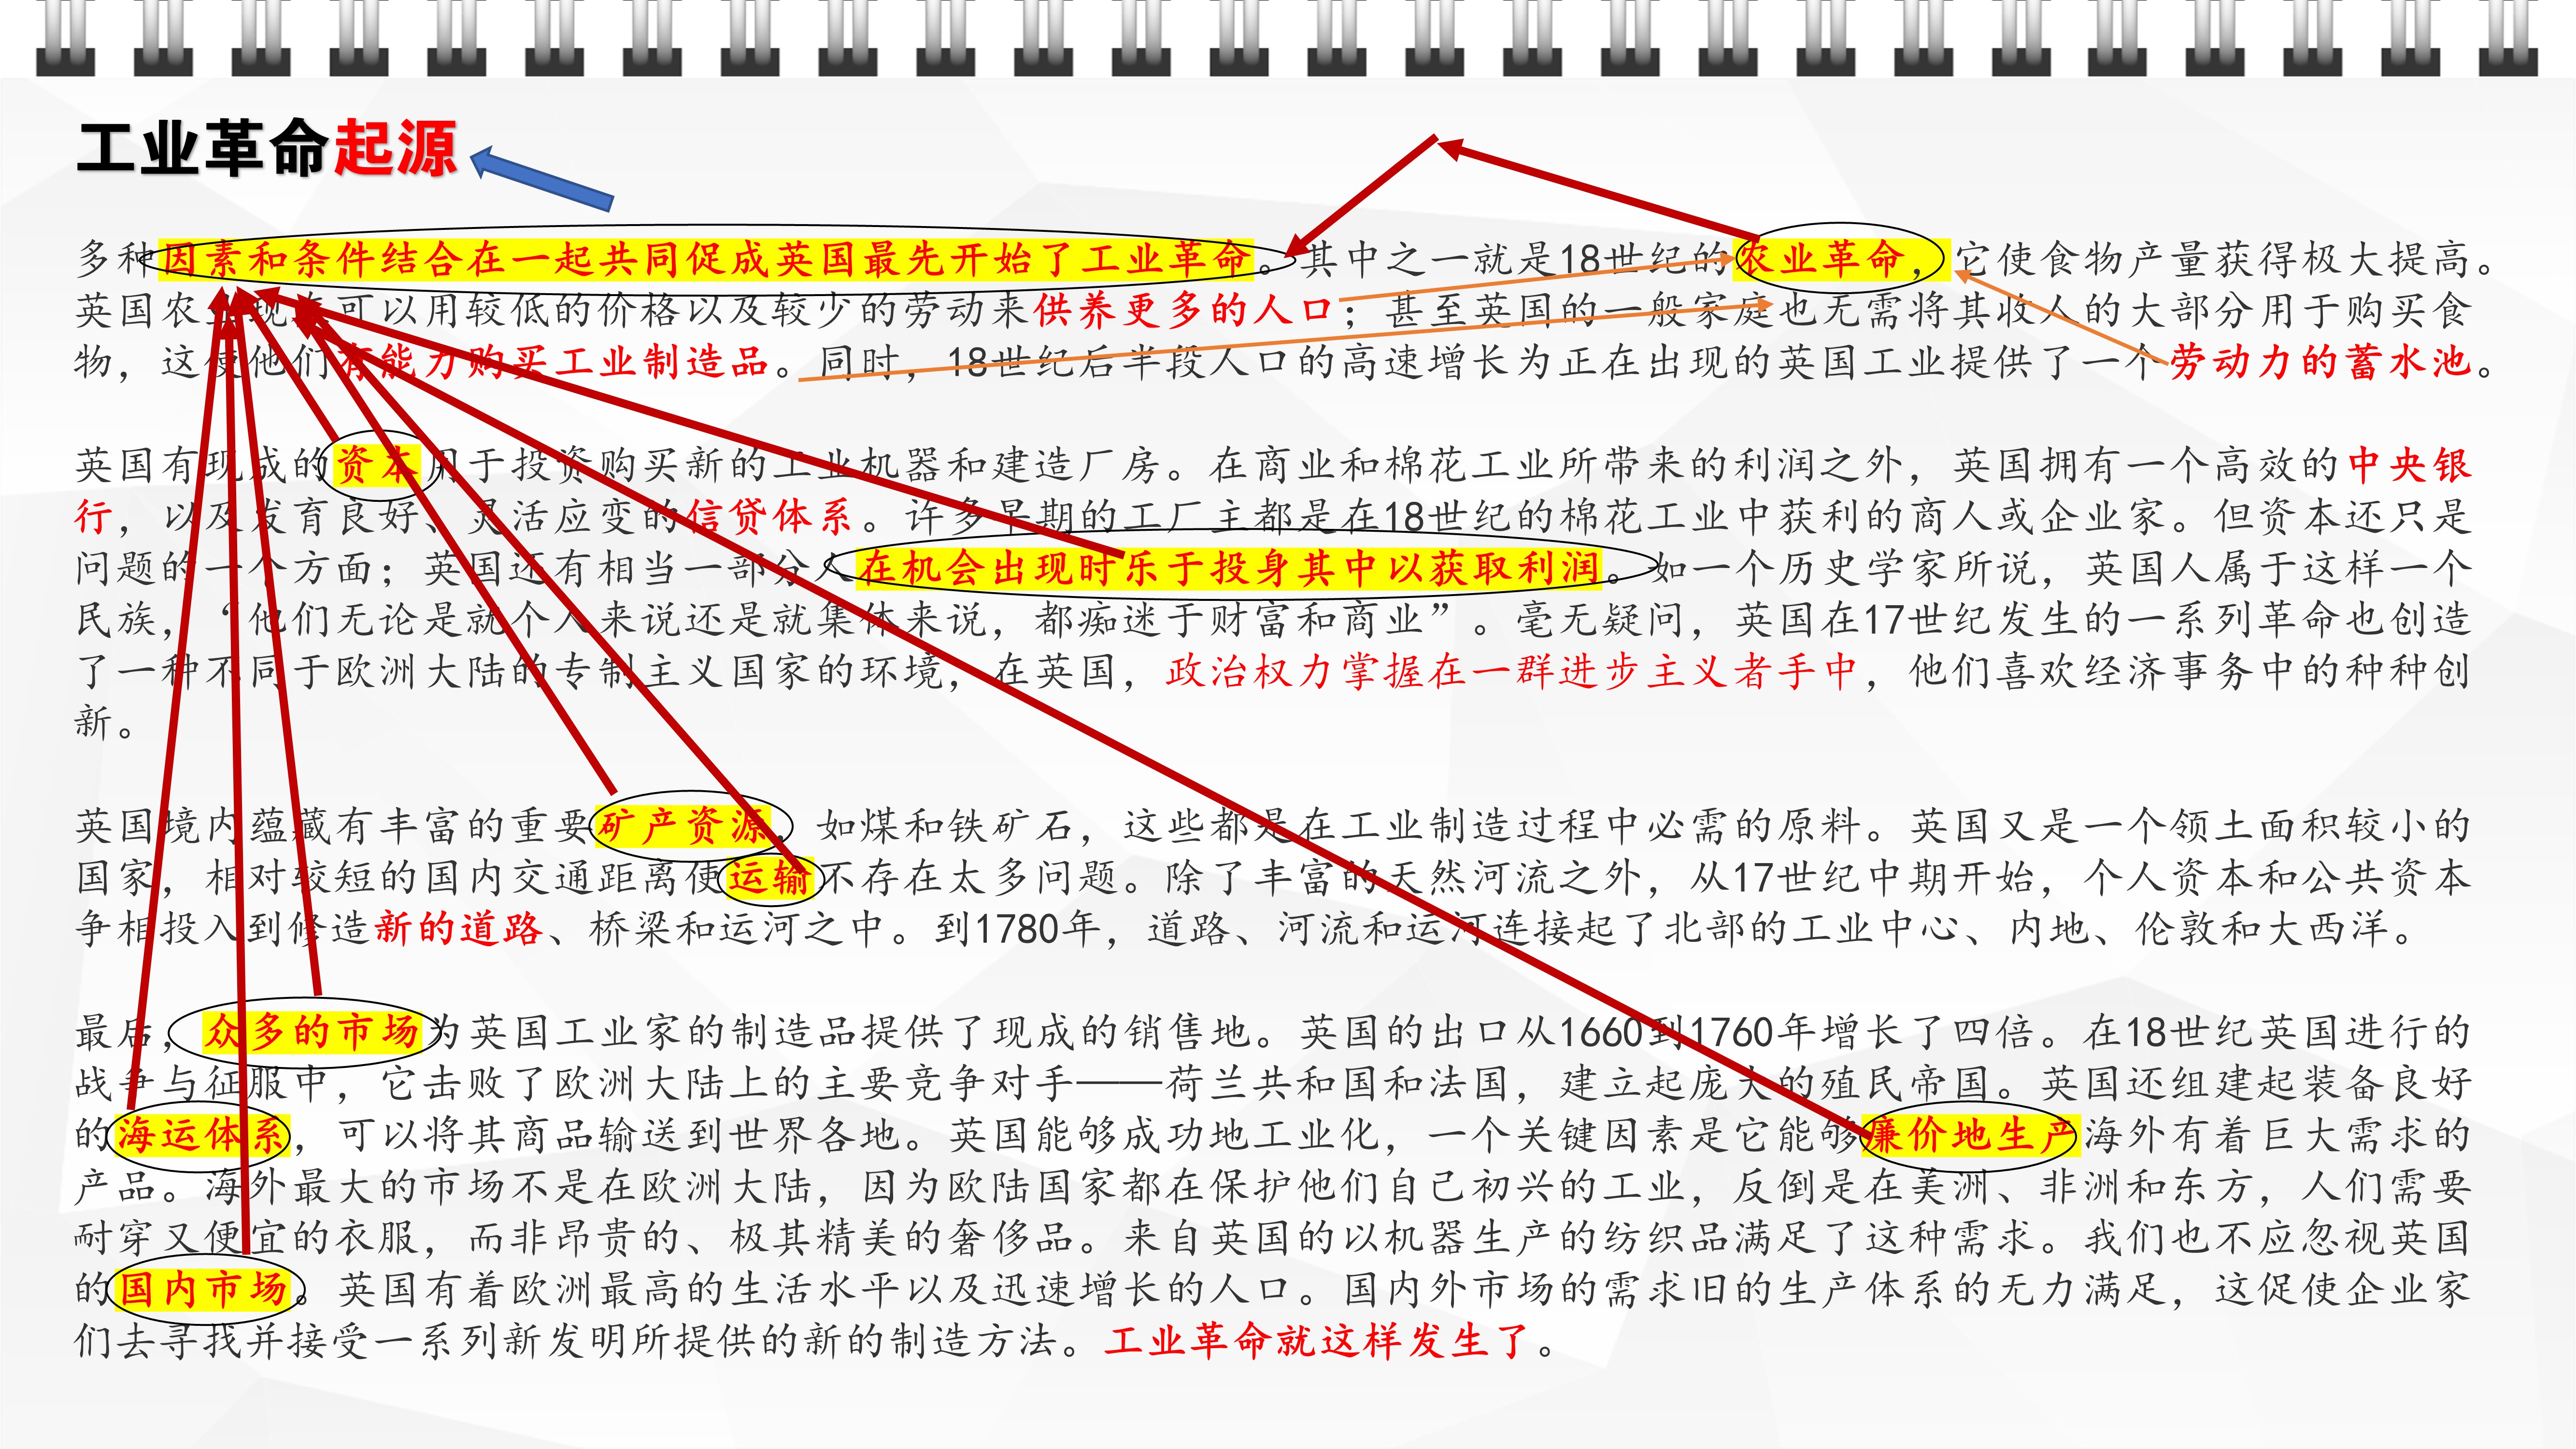 工业革命起源
多种因素和条件结合在一起共同促成英国最先开始了工业革命。其中之一就是18世纪的农业革命，它使食物产量获得极大提高。
英国农业现在可以用较低的价格以及较少的劳动来供养更多的人口；甚至英国的一般家庭也无需将其收人的大部分用于购买食
物，这使他们有能力购买工业制造品。同时，18世纪后半段人口的高速增长为正在出现的英国工业提供了一个劳动力的蓄水池。
英国有现成的资本用于投资购买新的工业机器和建造厂房。在商业和棉花工业所带来的利润之外，英国拥有一个高效的中央银
行，以及发育良好、灵活应变的信贷体系。许多早期的工厂主都是在18世纪的棉花工业中获利的商人或企业家。但资本还只是
问题的一个方面；英国还有相当一部分人在机会出现时乐于投身其中以获取利润。如一个历史学家所说，英国人属于这样一个
民族，“他们无论是就个人来说还是就集体来说，都痴迷于财富和商业”。毫无疑问，英国在17世纪发生的一系列革命也创造
了一种不同于欧洲大陆的专制主义国家的环境，在英国，政治权力掌握在一群进步主义者手中，他们喜欢经济事务中的种种创
新。
英国境内蕴藏有丰富的重要矿产资源，如煤和铁矿石，这些都是在工业制造过程中必需的原料。英国又是一个领土面积较小的
国家，相对较短的国内交通距离使运输不存在太多问题。除了丰富的天然河流之外，从17世纪中期开始，个人资本和公共资本
争相投入到修造新的道路、桥梁和运河之中。到1780年，道路、河流和运河连接起了北部的工业中心、内地、伦敦和大西洋。
最后，众多的市场为英国工业家的制造品提供了现成的销售地。英国的出口从1660到1760年增长了四倍。在18世纪英国进行的
战争与征服中，它击败了欧洲大陆上的主要竞争对手——荷兰共和国和法国，建立起庞大的殖民帝国。英国还组建起装备良好
的海运体系，可以将其商品输送到世界各地。英国能够成功地工业化，一个关键因素是它能够廉价地生产海外有着巨大需求的
产品。海外最大的市场不是在欧洲大陆，因为欧陆国家都在保护他们自己初兴的工业，反倒是在美洲、非洲和东方，人们需要
耐穿又便宜的衣服，而非昂贵的、极其精美的奢侈品。来自英国的以机器生产的纺织品满足了这种需求。我们也不应忽视英国
的国内市场。英国有着欧洲最高的生活水平以及迅速增长的人口。国内外市场的需求旧的生产体系的无力满足，这促使企业家
们去寻找并接受一系列新发明所提供的新的制造方法。工业革命就这样发生了。